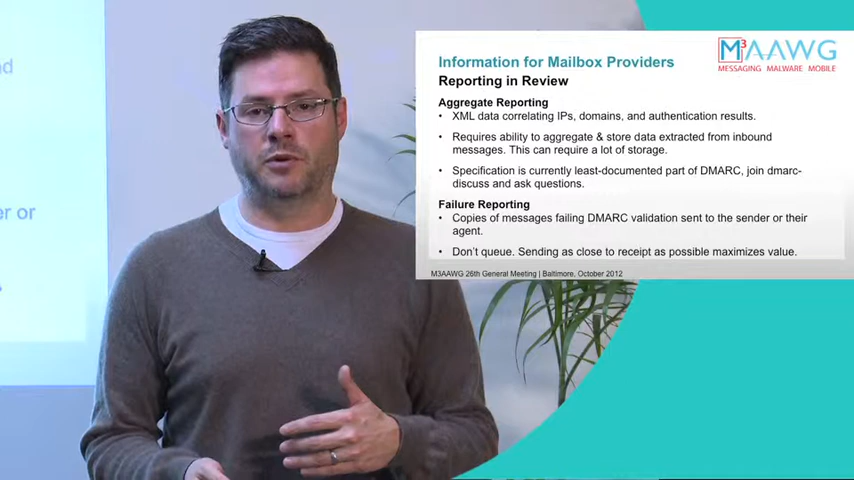 d
er or
Information for Mailbox Providers
M3AAWG
MESSAGING MALWARE MOBILE
Reporting in Review
Aggregate Reporting
• XML data correlating IPs, domains, and authentication results.
• Requires ability to aggregate & store data extracted from inbound
messages. This can require a lot of storage.
• Specification is currently least-documented part of DMARC, join dmarc-
discuss and ask questions.
Failure Reporting
• Copies of messages failing DMARC validation sent to the sender or their
agent.
• Don't queue. Sending as close to receipt as possible maximizes value.
M3AAWG 26th General Meeting | Baltimore, October 2012